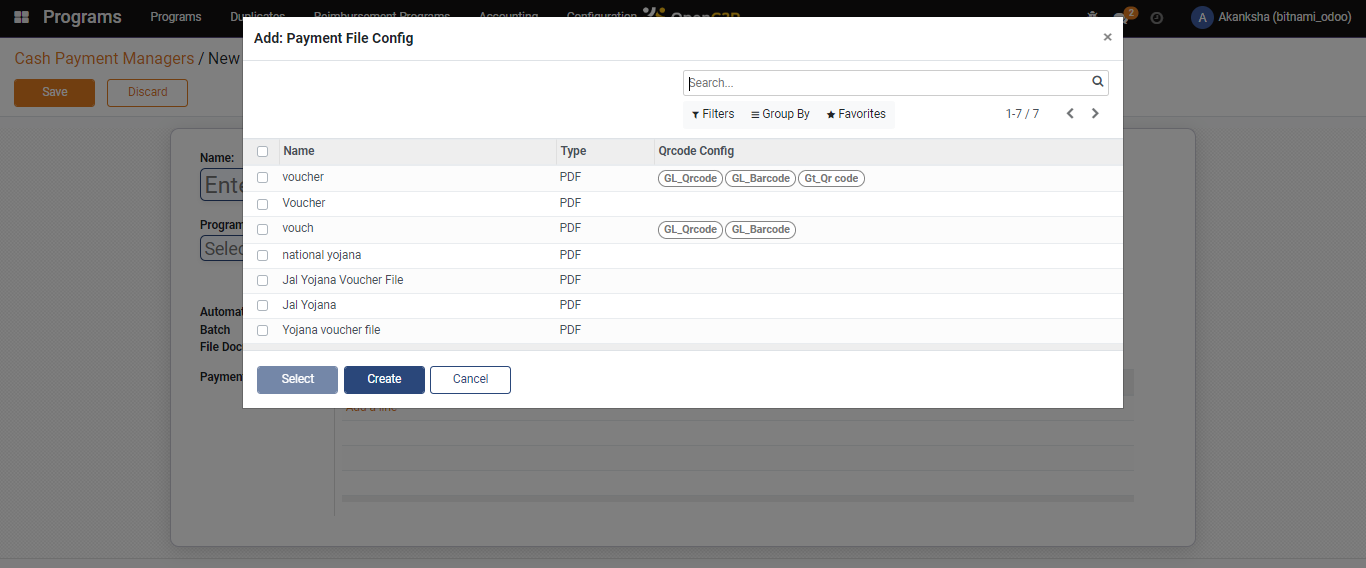 Programs Programs Duplicates Reimbursement Programs Accounting Configuration OpenG2P 2 A Akanksha (bitnami_odoo)
Add: Payment File Config ×
Cash Payment Managers / New
Save Discard
Search...
Filters Group By Favorites 1-7 / 7
Name Type Qrcode Config
voucher PDF GL_Qrcode GL_Barcode Gt_Qr code
Voucher PDF
vouch PDF GL_Qrcode GL_Barcode
national yojana PDF
Jal Yojana Voucher File PDF
Jal Yojana PDF
Yojana voucher file PDF
Select Create Cancel
Name:
Ente
Program
Selec
Automat
Batch
File Doc
Payment
Add a line